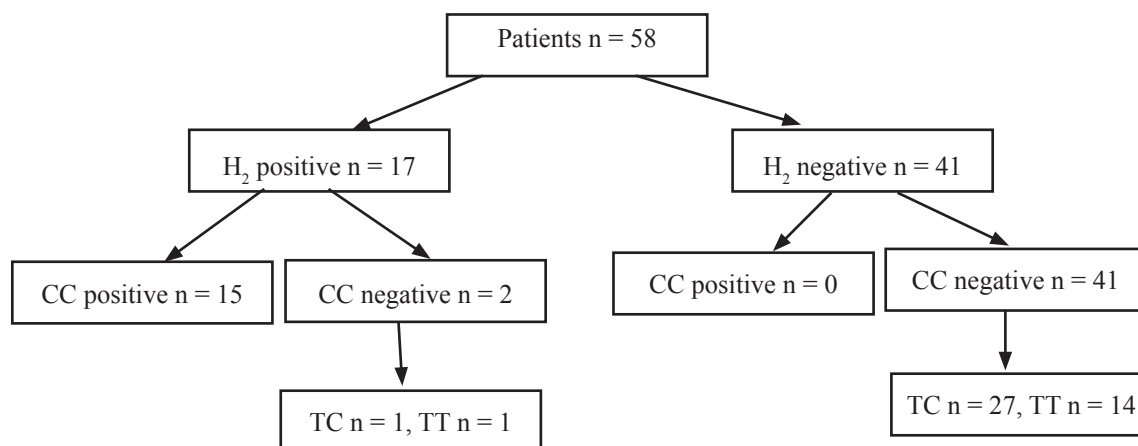 Patients n = 58
H₂ positive n = 17
H₂ negative n = 41
CC positive n = 15
CC negative n = 2
CC positive n = 0
CC negative n = 41
TC n = 1, TT n = 1
TC n = 27, TT n = 14